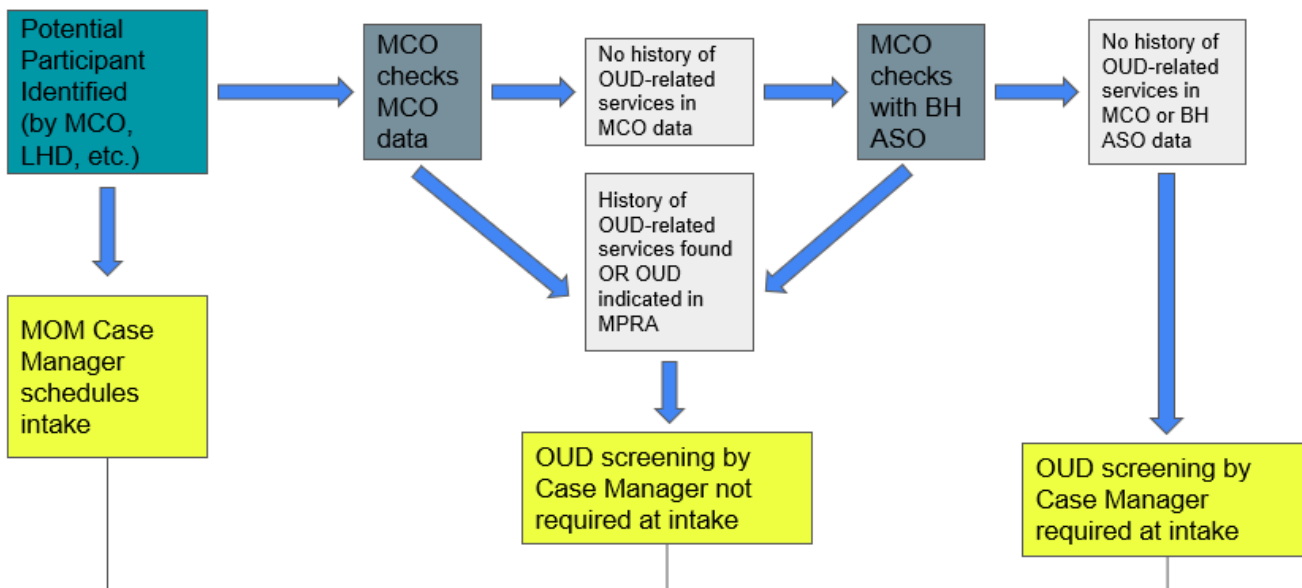 Potential
Participant
Identified
(by MCO,
LHD, etc.)
MCO
checks
MCO
data
No history of
OUD-related
services in
MCO data
MCO
checks
with BH
ASO
No history of
OUD-related
services in
MCO or BH
ASO data
History of
OUD-related
services found
OR OUD
indicated in
MPRA
MOM Case
Manager
schedules
intake
OUD screening by
Case Manager not
required at intake
OUD screening by
Case Manager
required at intake